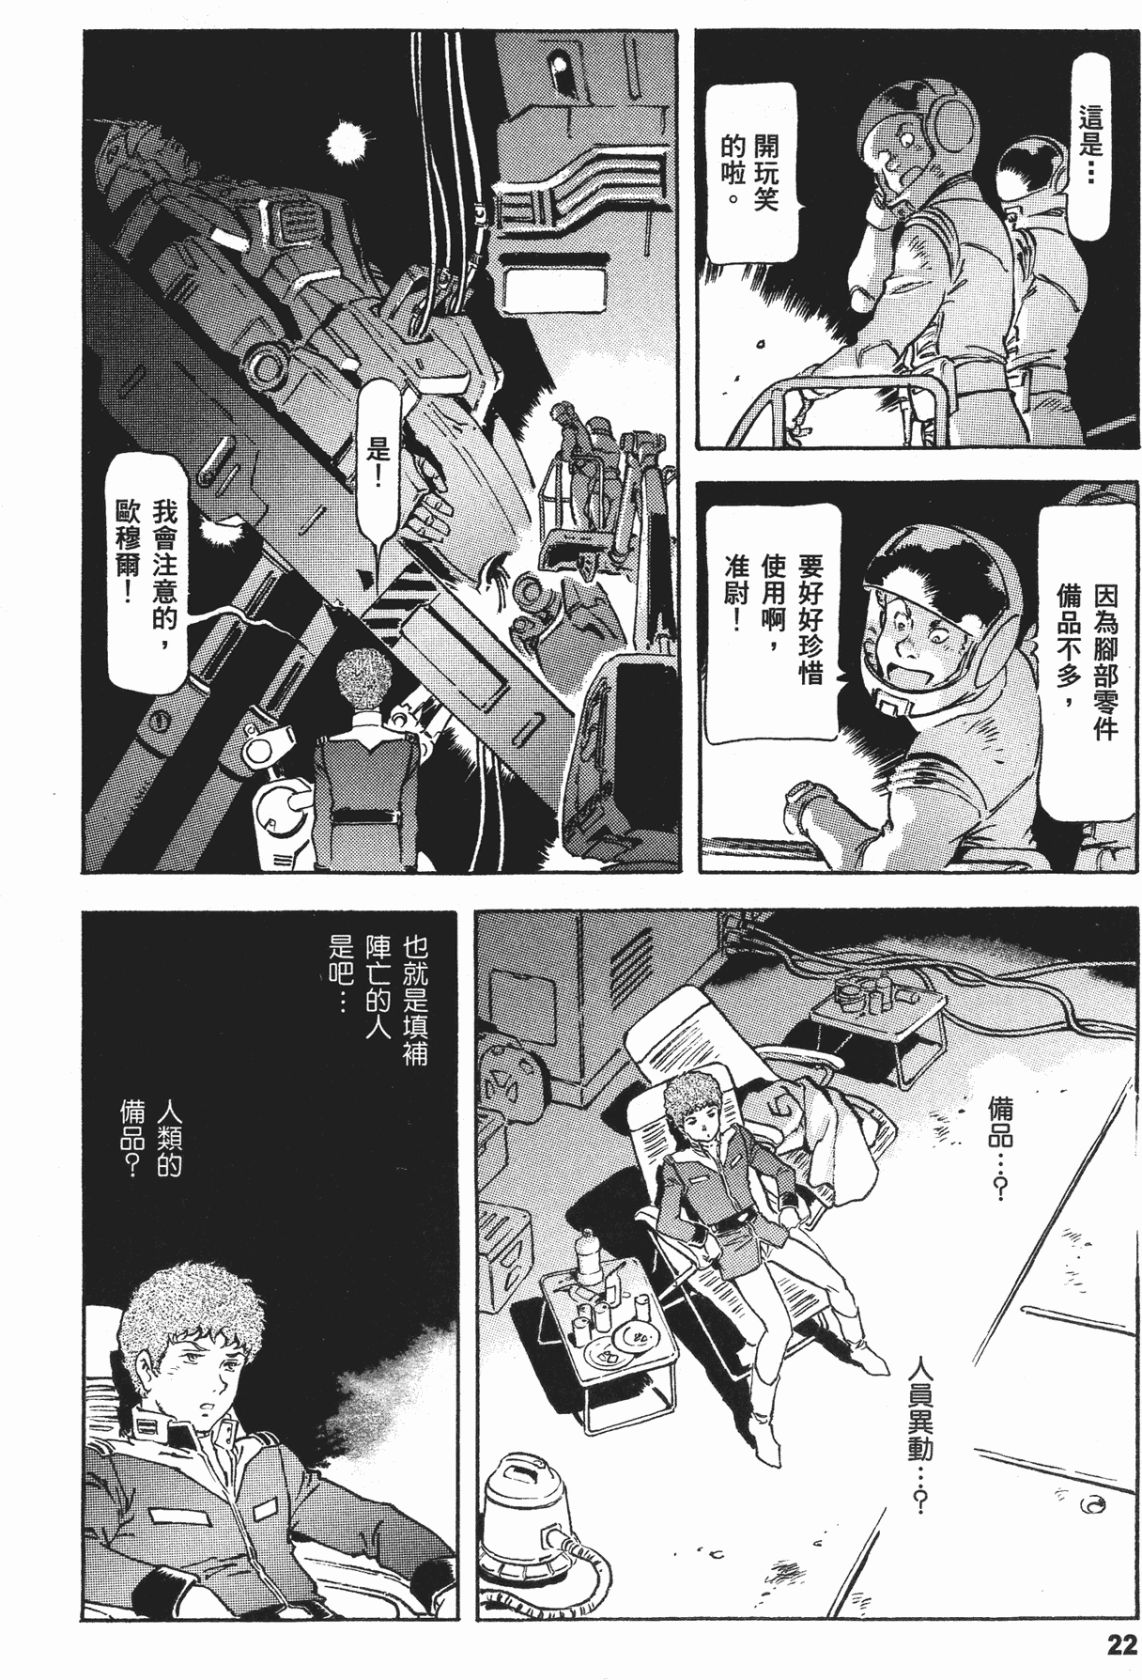 這是…
開玩笑
的啦。
因為腳部零件
備品不多，
要好好珍惜
使用啊，
准尉！
是！
我會注意的，
歐穆爾！
備品…？
人員異動…？
也就是填補
陣亡的人
是吧…
人類的
備品？
22